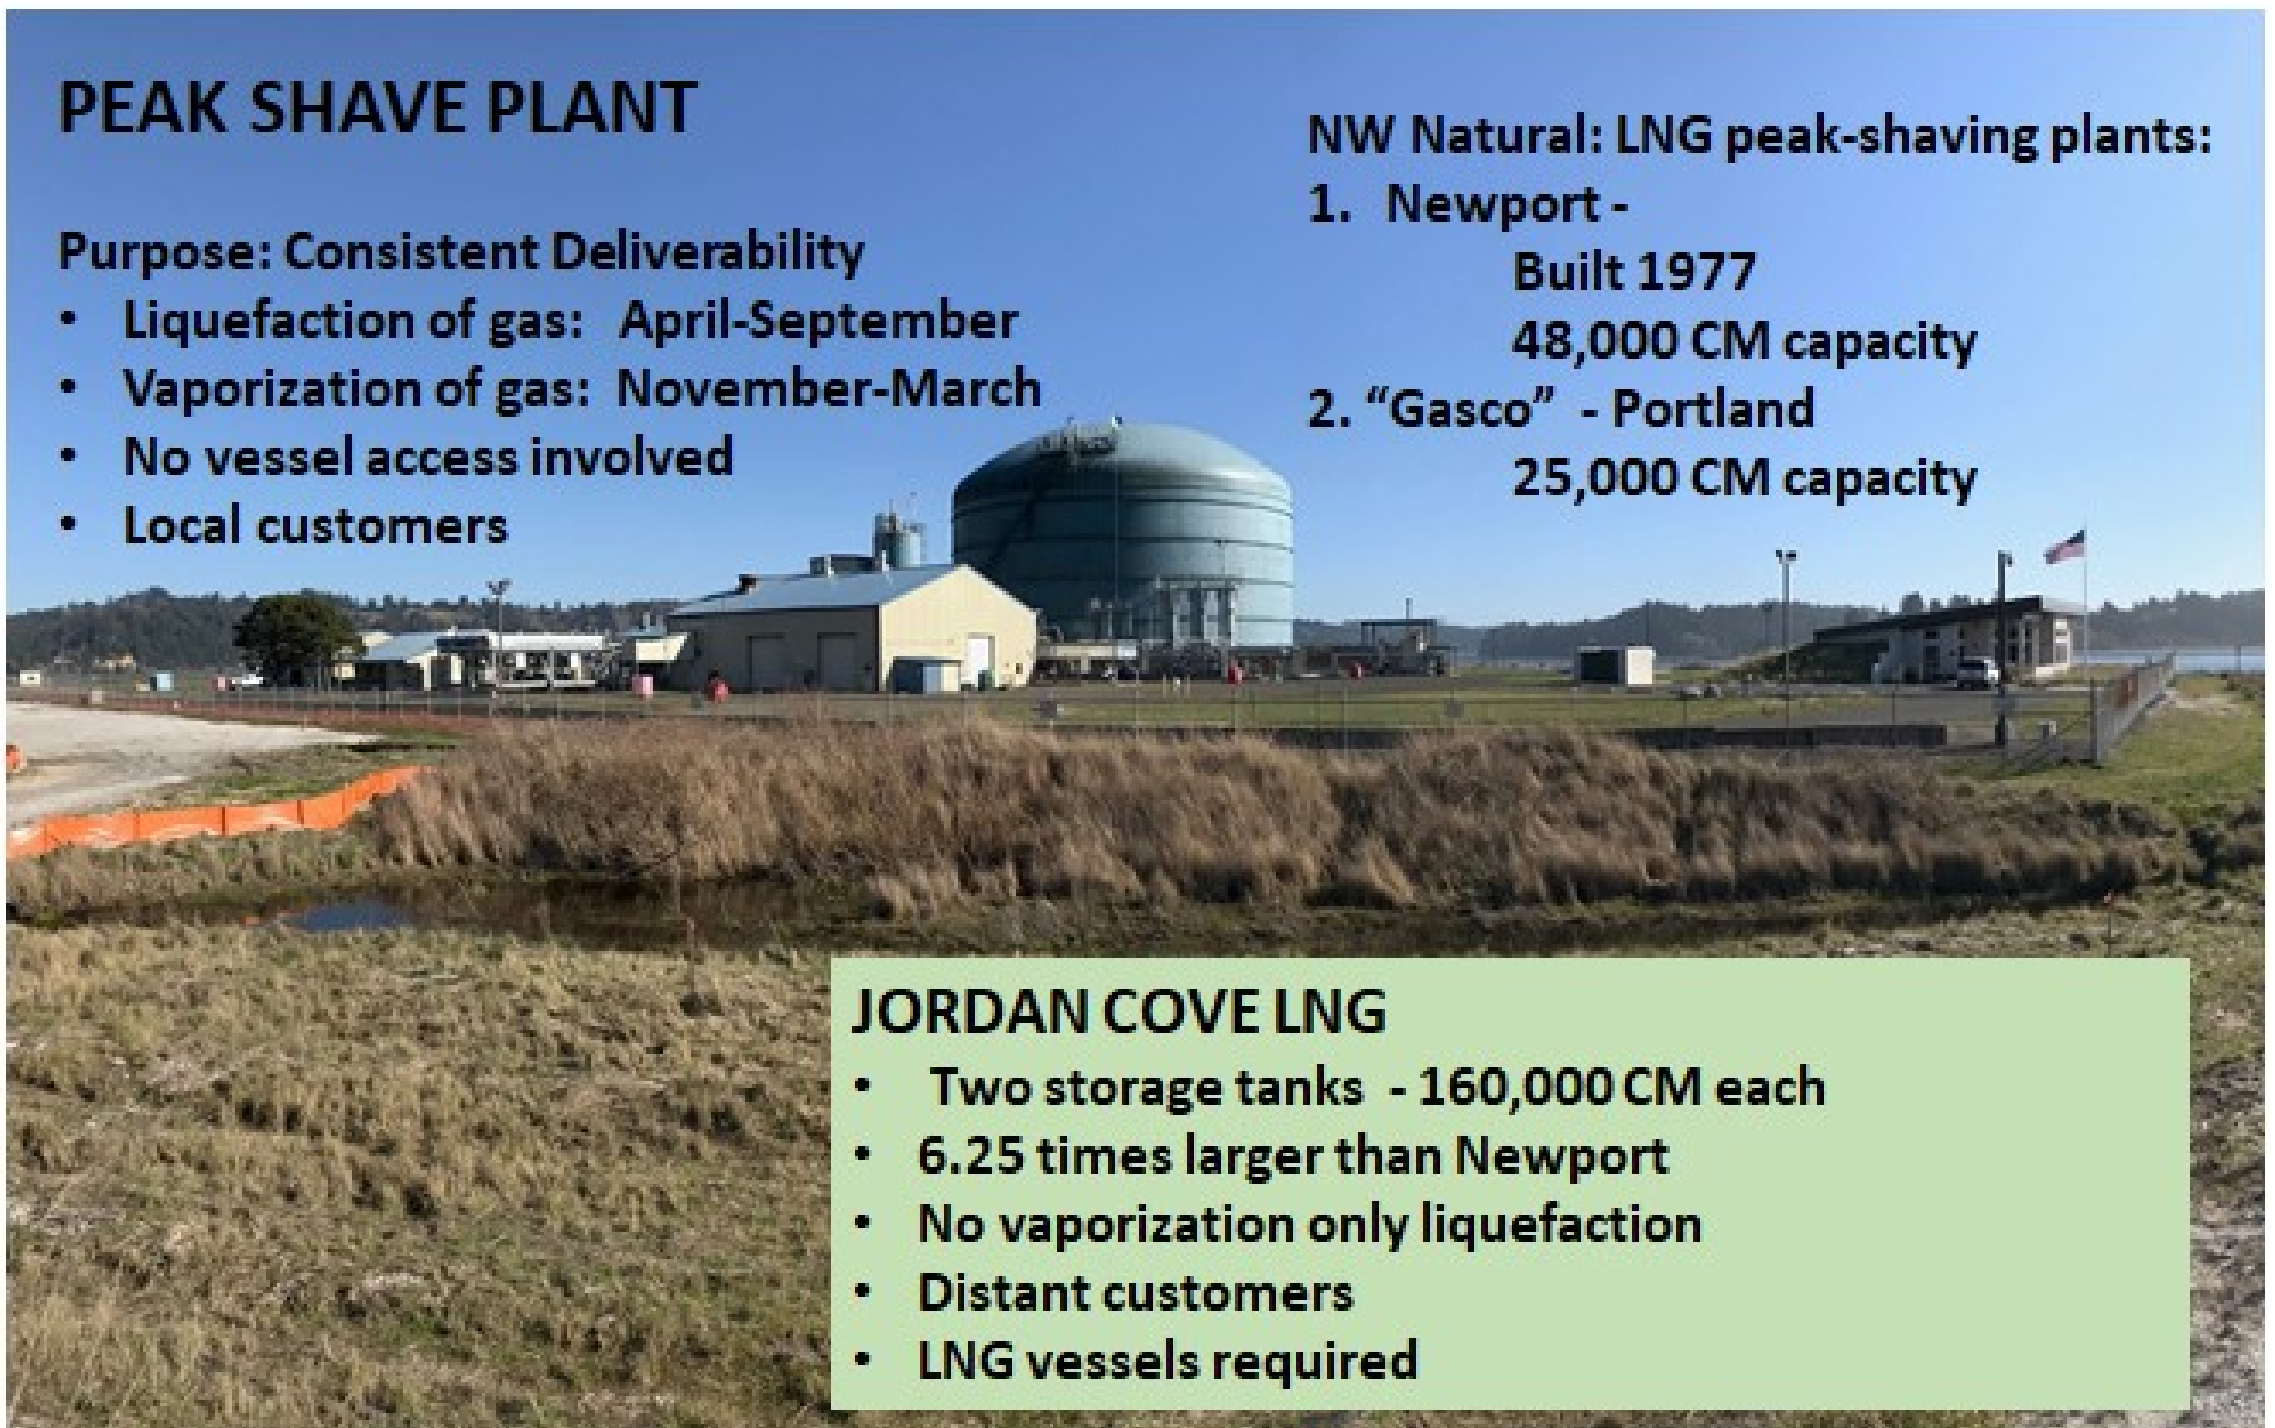 PEAK SHAVE PLANT
Purpose: Consistent Deliverability
• Liquefaction of gas: April-September
• Vaporization of gas: November-March
• No vessel access involved
• Local customers
NW Natural: LNG peak-shaving plants:
1. Newport -
Built 1977
48,000 CM capacity
2. “Gasco” - Portland
25,000 CM capacity
JORDAN COVE LNG
• Two storage tanks - 160,000 CM each
• 6.25 times larger than Newport
• No vaporization only liquefaction
• Distant customers
• LNG vessels required